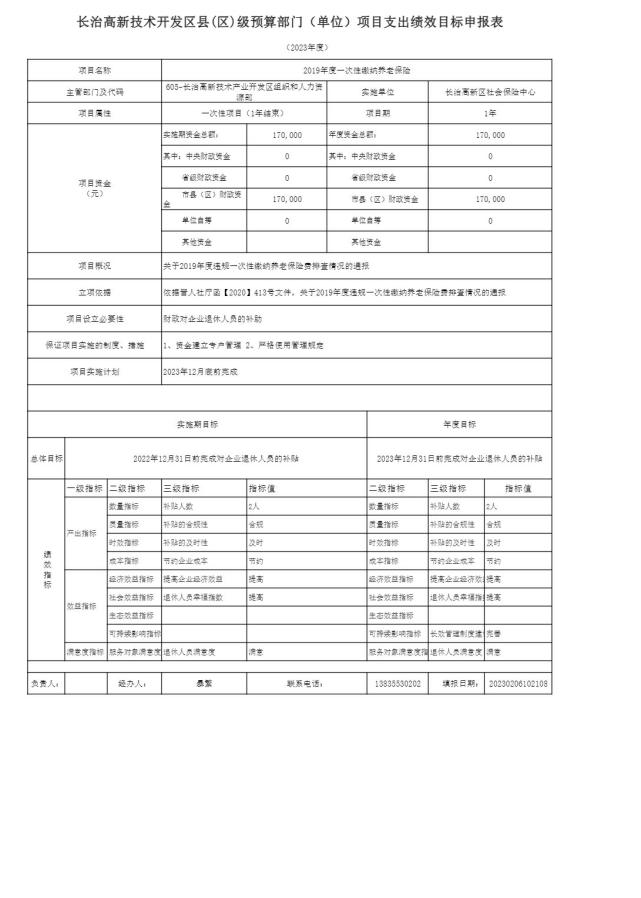 长治高新技术开发区县(区)级预算部门（单位）项目支出绩效目标申报表
（2023年度）
项目名称 2019年度一次性缴纳养老保险
主管部门及代码 605-长治高新技术产业开发区组织和人力资源部 实施单位 长治高新区社会保险中心
项目属性 一次性项目（1年结束） 项目期 1年
项目资金（元） 实施期资金总额： 170,000 年度资金总额： 170,000
其中：中央财政资金 0 其中：中央财政资金 0
省级财政资金 0 省级财政资金 0
市县（区）财政资金 170,000 市县（区）财政资金 170,000
单位自筹 0 单位自筹 0
其他资金 其他资金
项目概况 关于2019年度违规一次性缴纳养老保险费排查情况的通报
立项依据 依据晋人社厅函【2020】413号文件，关于2019年度违规一次性缴纳养老保险费排查情况的通报
项目设立必要性 财政对企业退休人员的补助
保证项目实施的制度、措施 1、资金建立专户管理 2、严格使用管理规定
项目实施计划 2023年12月底前完成
实施期目标 年度目标
总体目标 2022年12月31日前完成对企业退休人员的补贴 2023年12月31日前完成对企业退休人员的补贴
绩效指标 一级指标 二级指标 三级指标 指标值 二级指标 三级指标 指标值
产出指标 数量指标 补贴人数 2人 数量指标 补贴人数 2人
质量指标 补贴的合规性 合规 质量指标 补贴的合规性 合规
时效指标 补贴的及时性 及时 时效指标 补贴的及时性 及时
成本指标 节约企业成本 节约 成本指标 节约企业成本 节约
效益指标 经济效益指标 提高企业经济效益 提高 经济效益指标 提高企业经济效 提高
社会效益指标 退休人员幸福指数 提高 社会效益指标 退休人员幸福指 提高
生态效益指标 生态效益指标
可持续影响指标 可持续影响指标 长效管理制度建 完善
满意度指标 服务对象满意度 退休人员满意度 满意 服务对象满意度指 退休人员满意度 满意
负责人： 经办人： 暴繁 联系电话： 13835530202 填报日期： 20230206102108